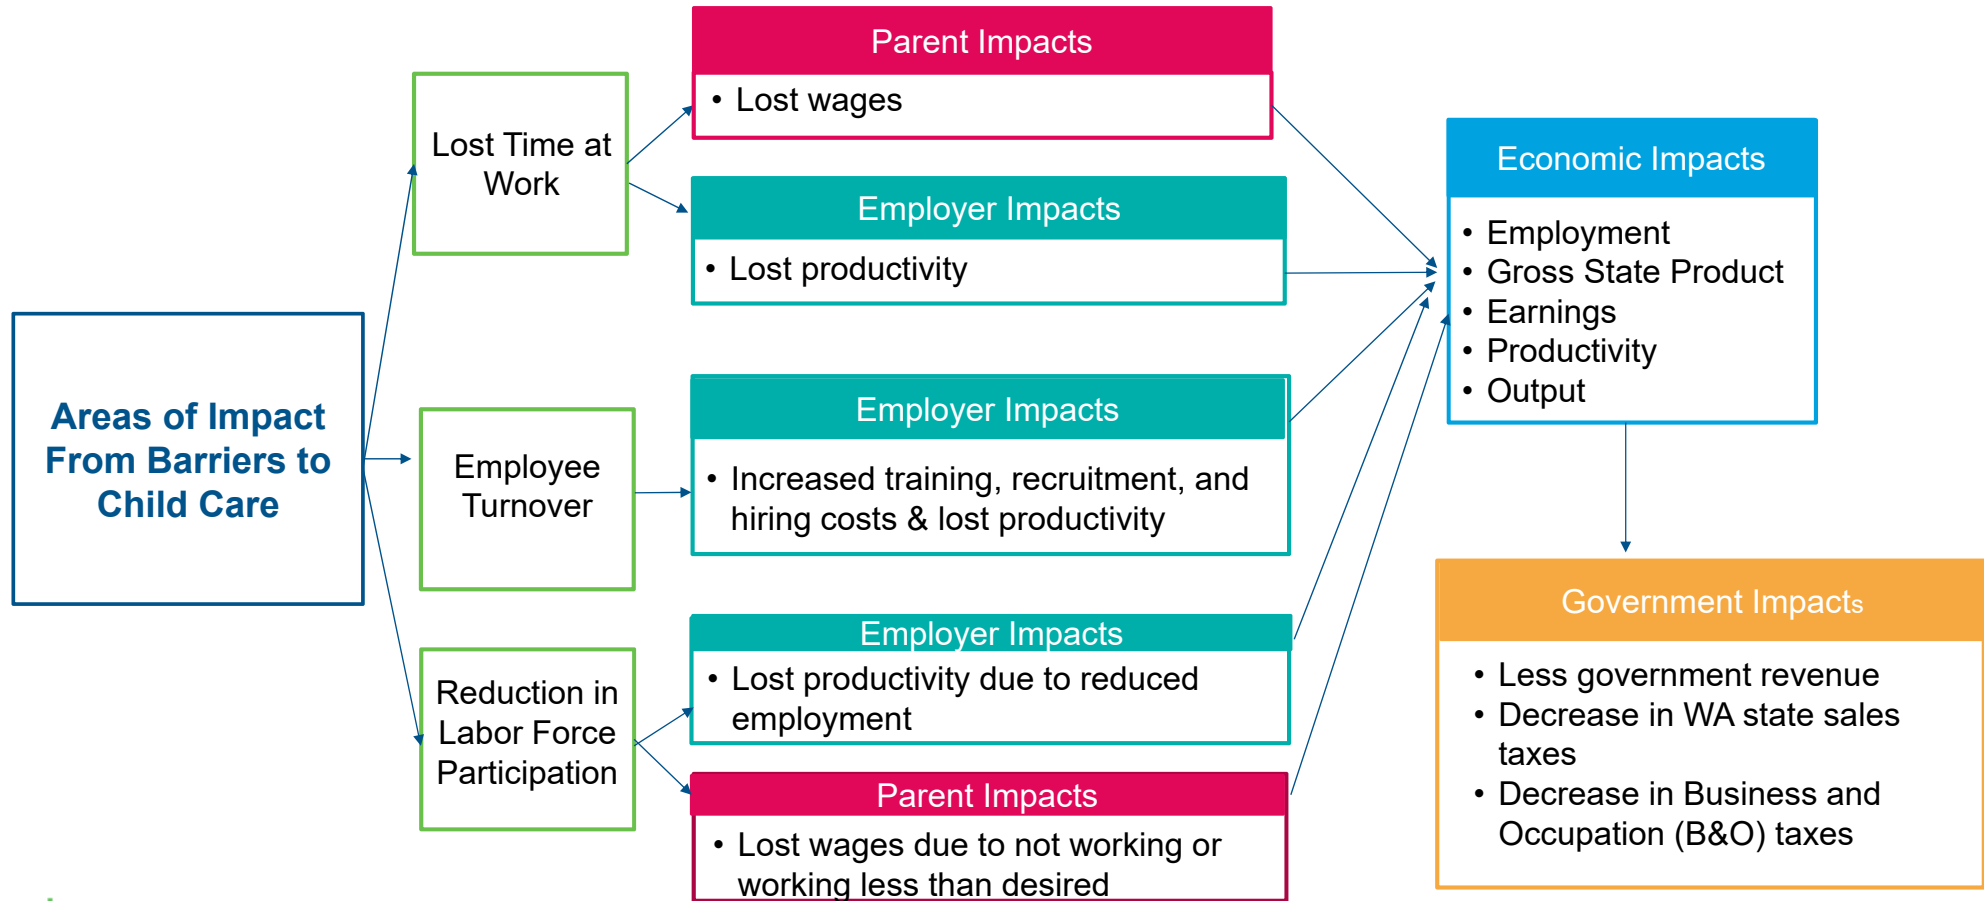 Areas of Impact
From Barriers to
Child Care
Lost Time at
Work
Employee
Turnover
Reduction in
Labor Force
Participation
Parent Impacts
• Lost wages
Employer Impacts
• Lost productivity
Employer Impacts
• Increased training, recruitment, and
hiring costs & lost productivity
Employer Impacts
• Lost productivity due to reduced
employment
Parent Impacts
• Lost wages due to not working or
working less than desired
Economic Impacts
• Employment
• Gross State Product
• Earnings
• Productivity
• Output
Government Impacts
• Less government revenue
• Decrease in WA state sales
taxes
• Decrease in Business and
Occupation (B&O) taxes